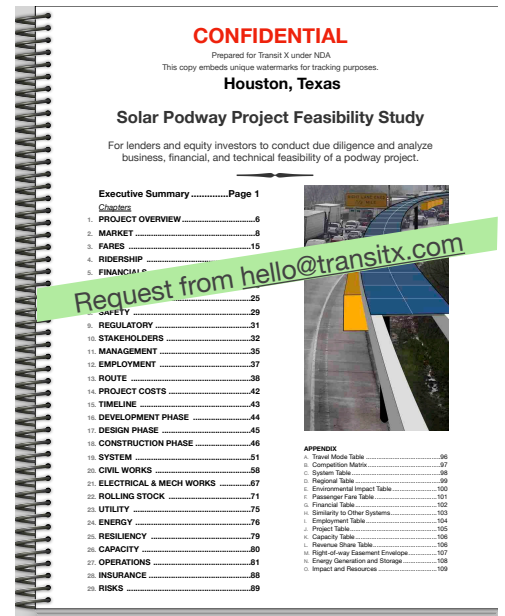 CONFIDENTIAL
Prepared for Transit X under NDA
This copy embeds unique watermarks for tracking purposes.
Houston, Texas
Solar Podway Project Feasibility Study
For lenders and equity investors to conduct due diligence and analyze
business, financial, and technical feasibility of a podway project.
Executive Summary..............Page 1
Chapters
1. PROJECT OVERVIEW...................................6
2. MARKET ........................................................8
3. FARES .........................................................15
4. RIDERSHIP
5. FINANCIALS
Request from hello@transitx.com
25
SAFETY .......................................................29
9. REGULATORY ..............................................31
10. STAKEHOLDERS ........................................32
11. MANAGEMENT ...........................................35
12. EMPLOYMENT ............................................37
13. ROUTE ........................................................38
14. PROJECT COSTS .......................................42
15. TIMELINE ....................................................43
16. DEVELOPMENT PHASE .............................44
17. DESIGN PHASE ..........................................45
18. CONSTRUCTION PHASE ...........................46
19. SYSTEM ......................................................51
20. CIVIL WORKS .............................................58
21. ELECTRICAL & MECH WORKS .................67
22. ROLLING STOCK ........................................71
23. UTILITY .......................................................75
24. ENERGY ......................................................76
25. RESILIENCY ................................................79
26. CAPACITY ...................................................80
27. OPERATIONS ..............................................81
28. INSURANCE ................................................88
29. RISKS ..........................................................89
APPENDIX
A. Travel Mode Table ........................................96
B. Competition Matrix.......................................97
C. System Table ................................................98
D. Regional Table..............................................99
E. Environmental Impact Table .......................100
F. Passenger Fare Table .................................101
G. Financial Table ...........................................102
H. Similarity to Other Systems ........................103
I. Employment Table .......................................104
J. Project Table................................................105
K. Capacity Table ............................................106
L. Revenue Share Table...................................106
M. Right-of-way Easement Envelope...............107
N. Energy Generation and Storage..................108
O. Impact and Resources ................................109